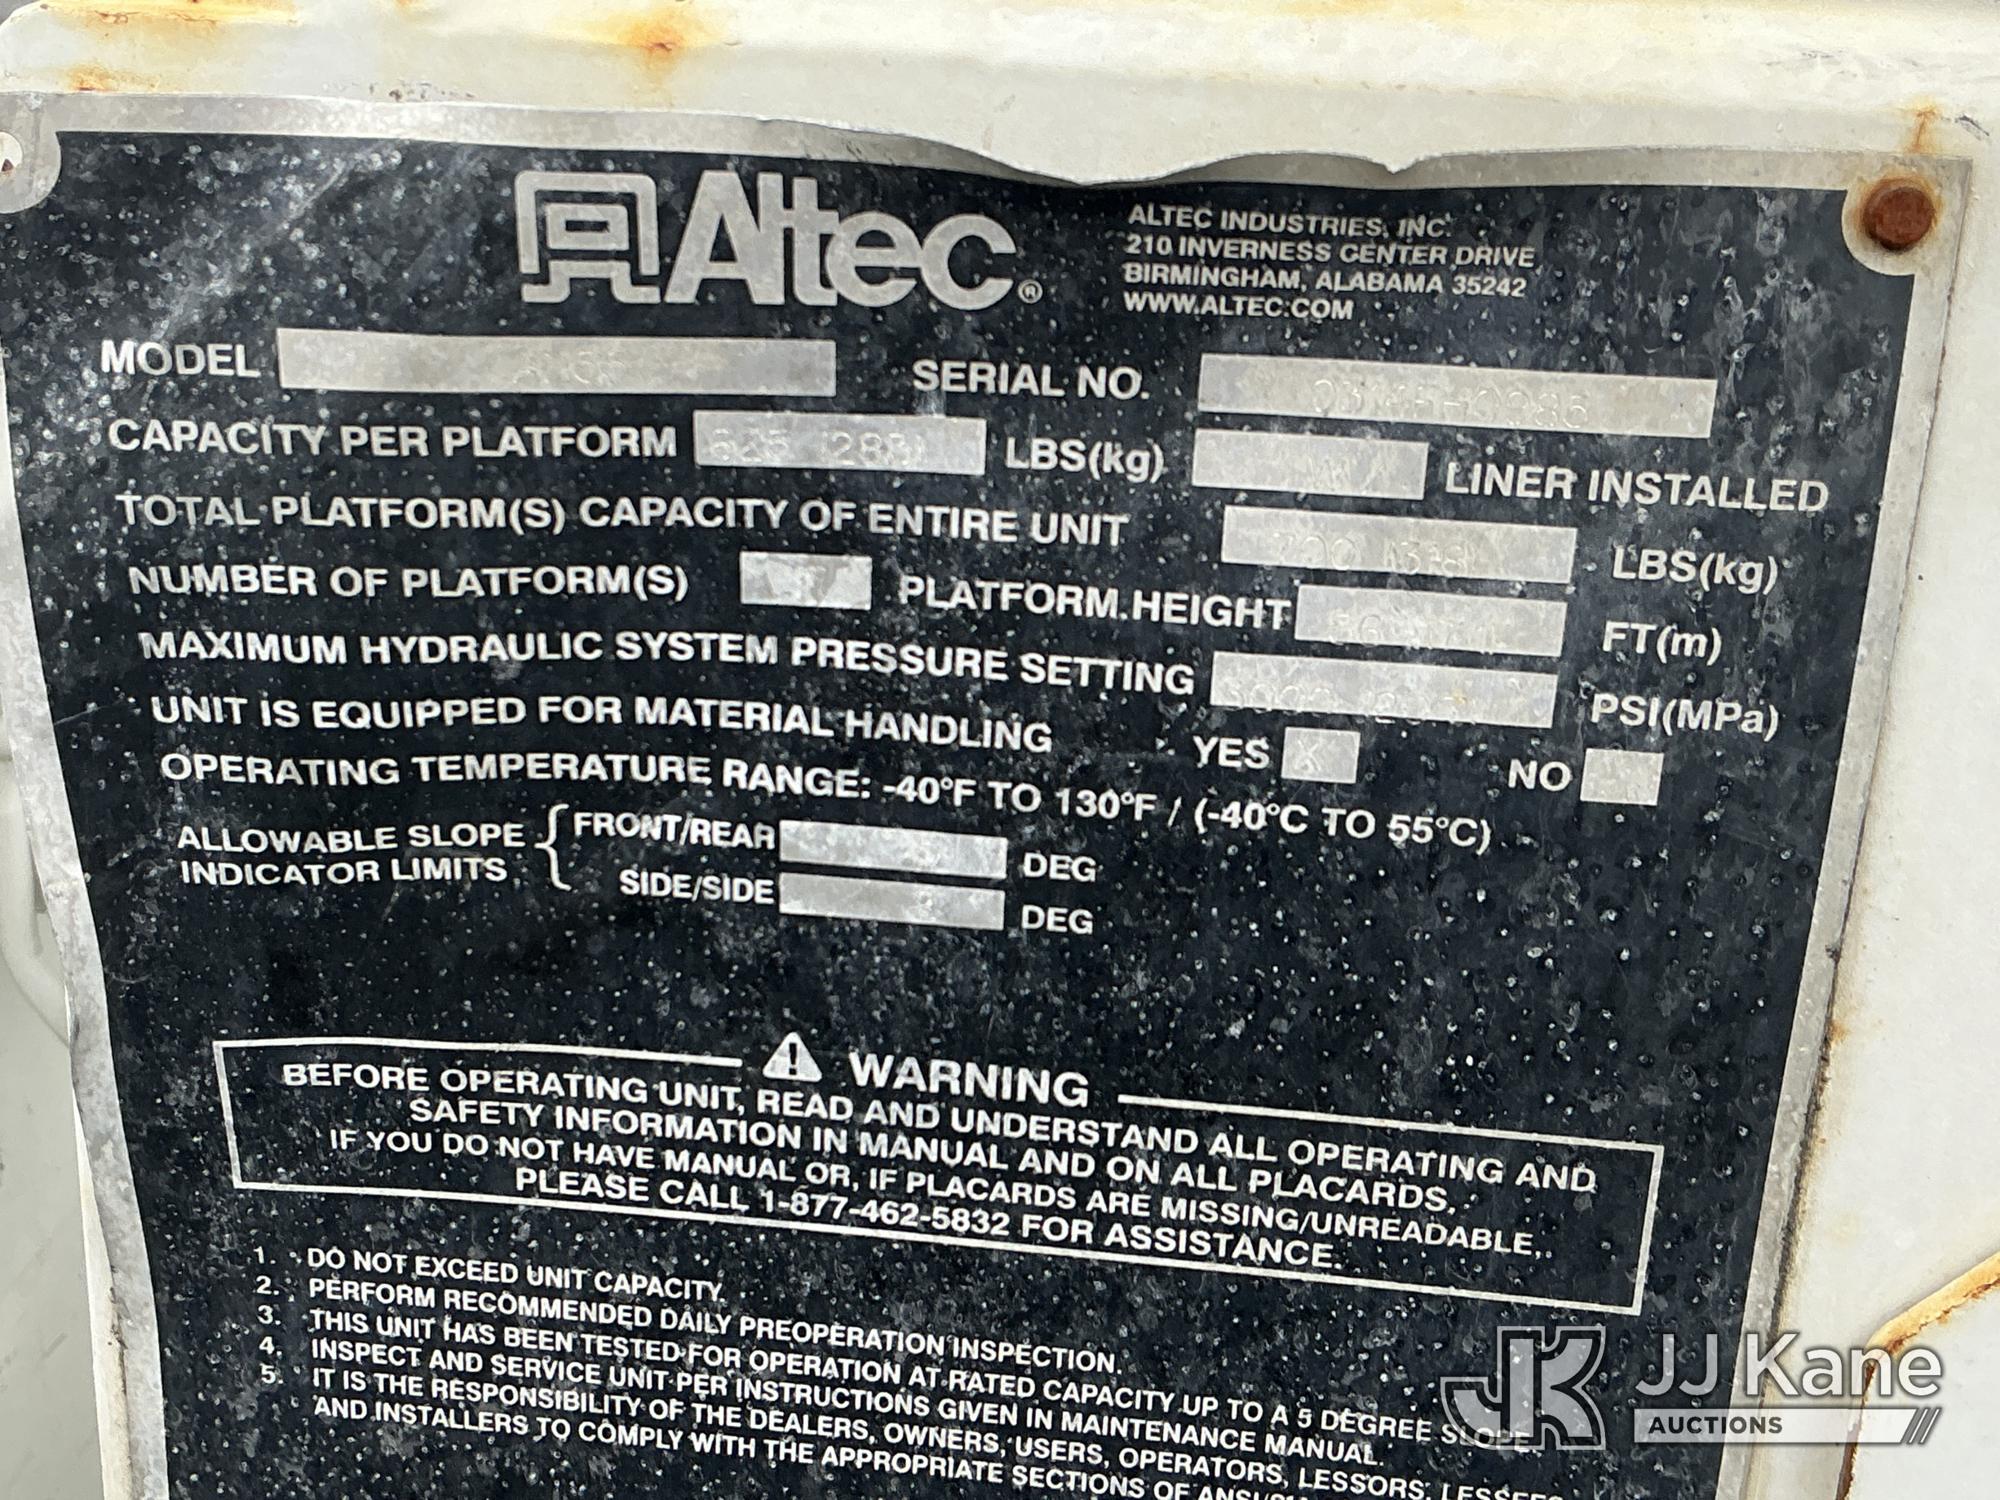 Altec®
ALTEC INDUSTRIES, INC.
210 INVERNESS CENTER DRIVE
BIRMINGHAM, ALABAMA 35242
WWW.ALTEC.COM
MODEL SERIAL NO.
CAPACITY PER PLATFORM 625 LBS(kg) LINER INSTALLED
TOTAL PLATFORM(S) CAPACITY OF ENTIRE UNIT 700 LBS(kg)
NUMBER OF PLATFORM(S) PLATFORM HEIGHT FT(m)
MAXIMUM HYDRAULIC SYSTEM PRESSURE SETTING 3000 PSI(MPa)
UNIT IS EQUIPPED FOR MATERIAL HANDLING YES X NO
OPERATING TEMPERATURE RANGE: -40°F TO 130°F / (-40°C TO 55°C)
ALLOWABLE SLOPE INDICATOR LIMITS
FRONT/REAR DEG
SIDE/SIDE DEG
WARNING
BEFORE OPERATING UNIT, READ AND UNDERSTAND ALL OPERATING AND
SAFETY INFORMATION IN MANUAL AND ON ALL PLACARDS.
IF YOU DO NOT HAVE MANUAL OR, IF PLACARDS ARE MISSING/UNREADABLE,
PLEASE CALL 1-877-462-5832 FOR ASSISTANCE.
1. DO NOT EXCEED UNIT CAPACITY.
2. PERFORM RECOMMENDED DAILY PREOPERATION INSPECTION.
3. THIS UNIT HAS BEEN TESTED FOR OPERATION AT RATED CAPACITY UP TO A 5 DEGREE SLOPE.
4. INSPECT AND SERVICE UNIT PER INSTRUCTIONS GIVEN IN MAINTENANCE MANUAL.
5. IT IS THE RESPONSIBILITY OF THE DEALERS, OWNERS, USERS, OPERATORS, LESSORS, LESSEES
AND INSTALLERS TO COMPLY WITH THE APPROPRIATE SECTIONS OF
JK JJ Kane
AUCTIONS